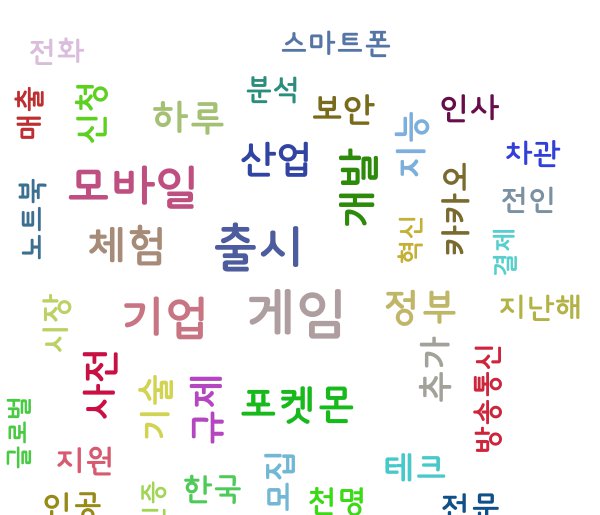 전화
스마트폰
매출
신청
하루
분석
보안
지능
인사
산업
개발
차관
모바일
노트북
카카오
전인
체험
출시
혁신
결제
시장
기업
게임
정부
지난해
사전
기술
규제
포켓몬
추가
방송통신
글로벌
지원
모집
테크
인공
인증
한국
천명
전문